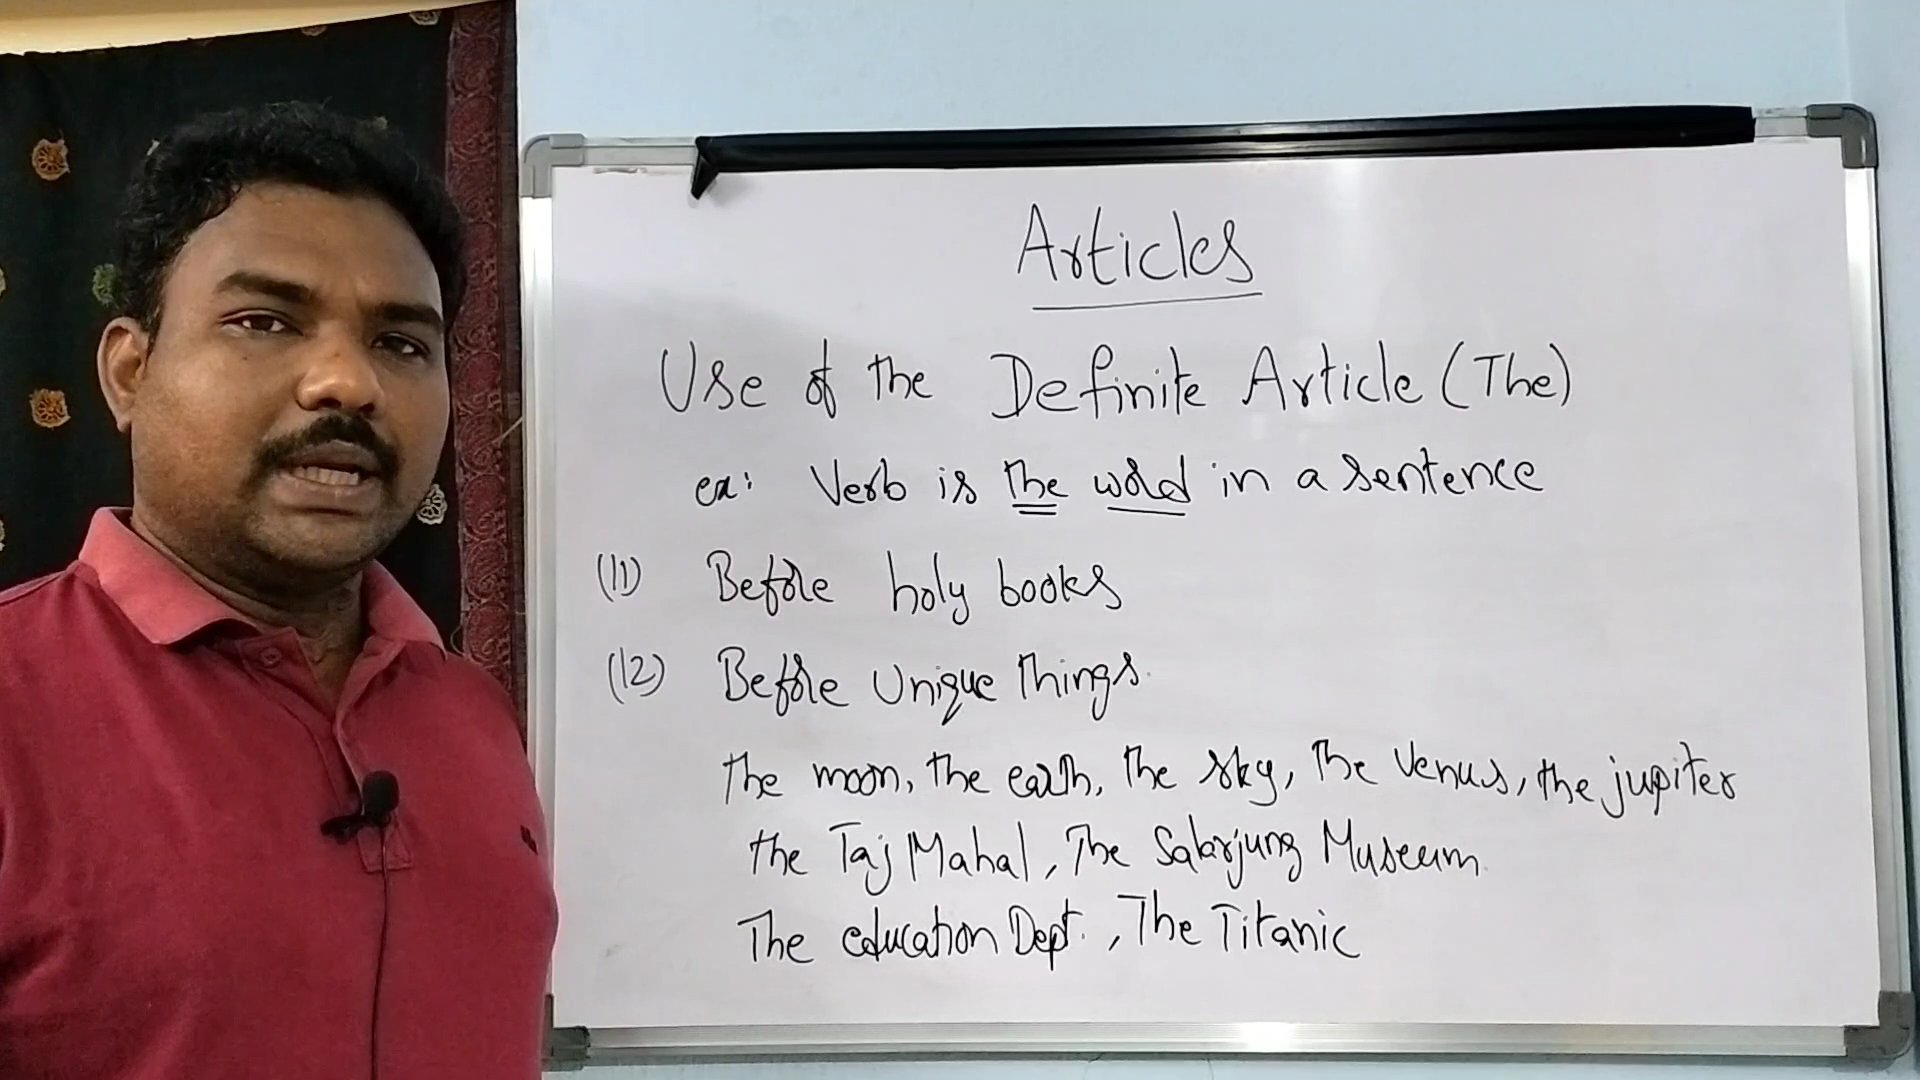 Articles
Use of the Definite Article (The)
ex: Verb is the word in a sentence
(11) Before holy books
(12) Before Unique things.
the moon, the earth, the sky, the Venus, the jupiter
the Taj Mahal, The Salarjung Museum.
The education Dept., The Titanic